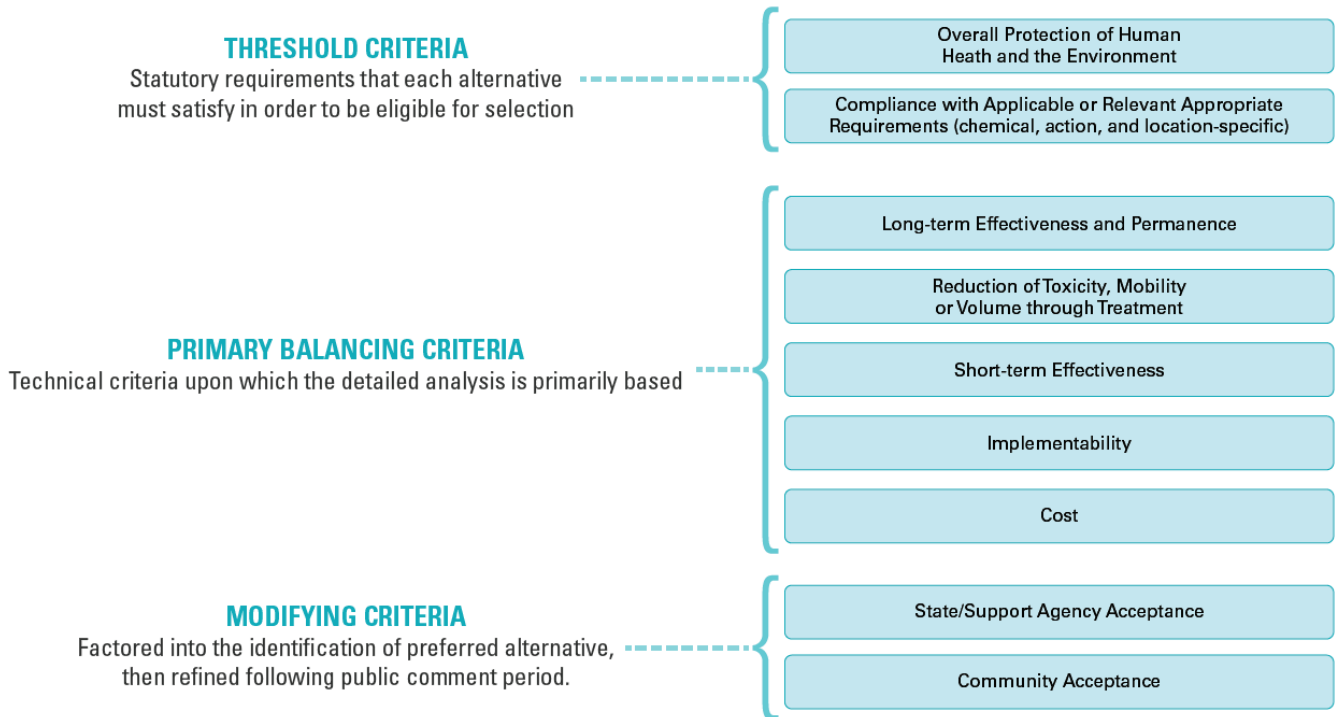 THRESHOLD CRITERIA
Statutory requirements that each alternative
must satisfy in order to be eligible for selection
Overall Protection of Human
Heath and the Environment
Compliance with Applicable or Relevant Appropriate
Requirements (chemical, action, and location-specific)
PRIMARY BALANCING CRITERIA
Technical criteria upon which the detailed analysis is primarily based
Long-term Effectiveness and Permanence
Reduction of Toxicity, Mobility
or Volume through Treatment
Short-term Effectiveness
Implementability
Cost
MODIFYING CRITERIA
Factored into the identification of preferred alternative,
then refined following public comment period.
State/Support Agency Acceptance
Community Acceptance